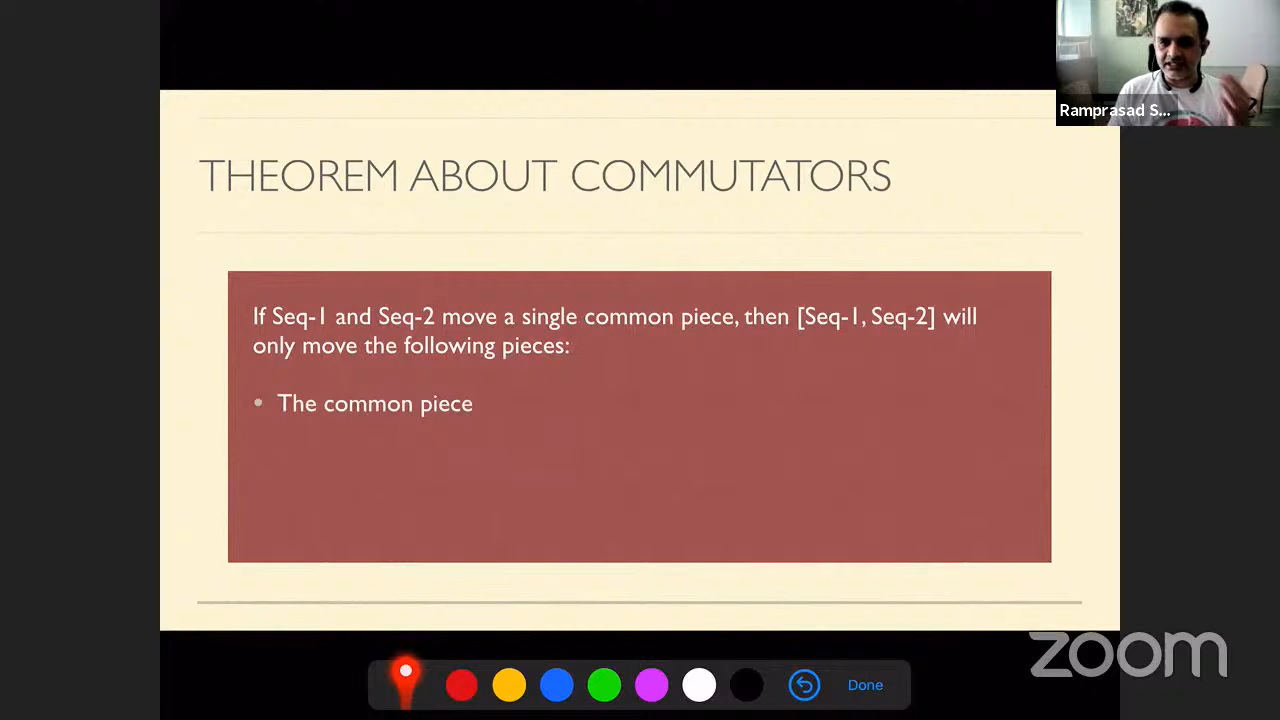 Ramprasad S...
THEOREM ABOUT COMMUTATORS
If Seq-1 and Seq-2 move a single common piece, then [Seq-1, Seq-2] will
only move the following pieces:
• The common piece
zoom
Done